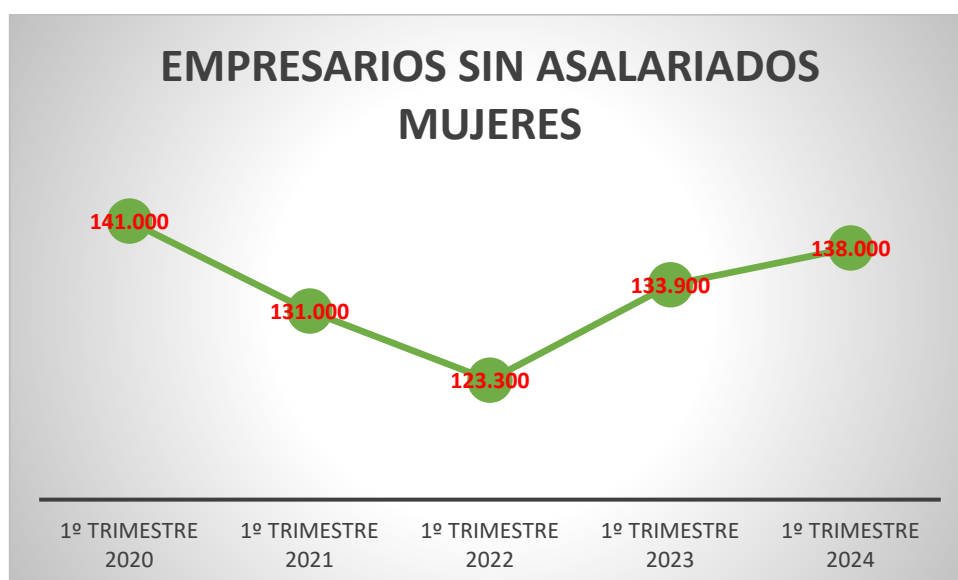 EMPRESARIOS SIN ASALARIADOS
MUJERES
141.000
131.000
123.300
133.900
138.000
1º TRIMESTRE
2020
1º TRIMESTRE
2021
1º TRIMESTRE
2022
1º TRIMESTRE
2023
1º TRIMESTRE
2024